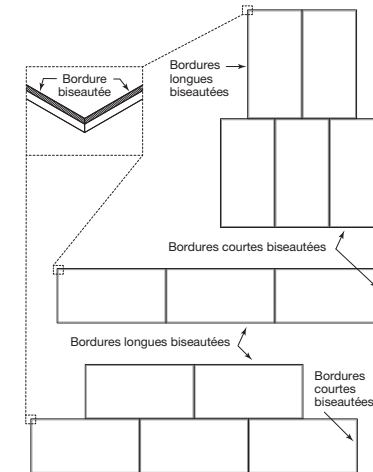 Bordure
biseautée
Bordures
longues
biseautées
Bordures courtes biseautées
Bordures longues biseautées
Bordures
courtes
biseautées